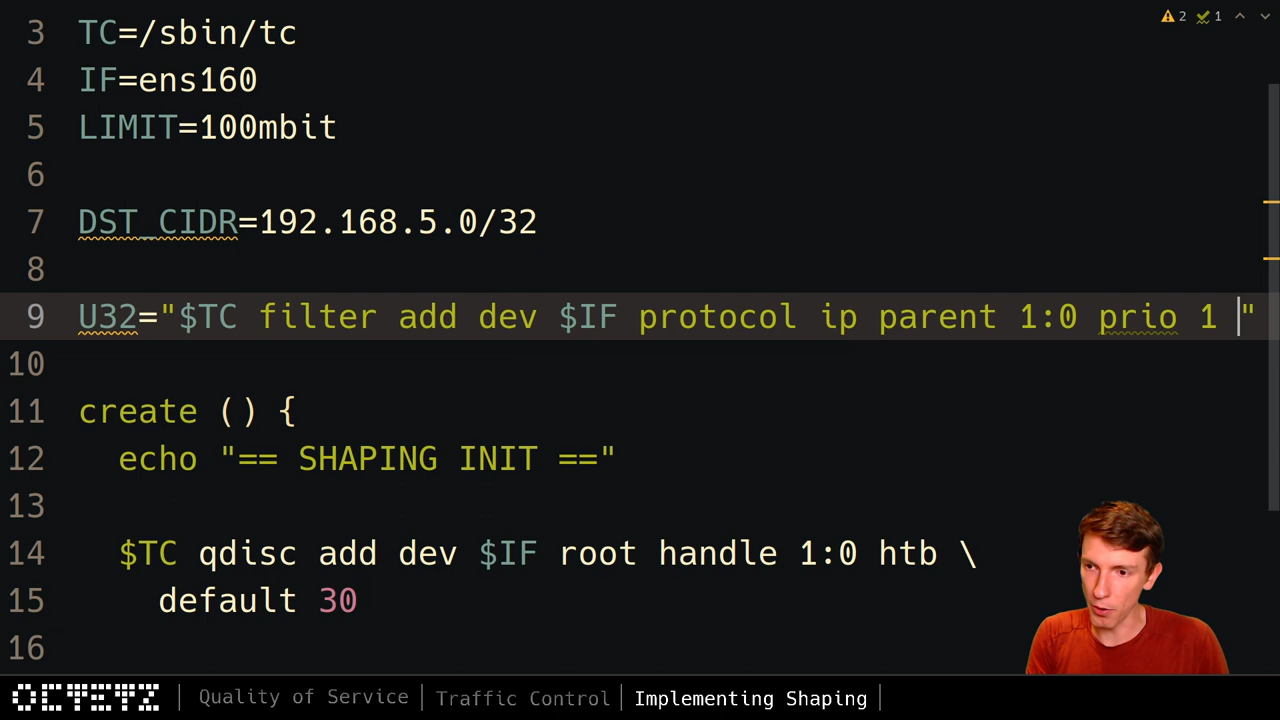 2 1
3 TC=/sbin/tc
4 IF=ens160
5 LIMIT=100mbit
6
7 DST_CIDR=192.168.5.0/32
8
9 U32="$TC filter add dev $IF protocol ip parent 1:0 prio 1 "
10
11 create () {
12 echo "== SHAPING INIT =="
13
14 $TC qdisc add dev $IF root handle 1:0 htb \
15 default 30
16
OCTETZ | Quality of Service | Traffic Control | Implementing Shaping |